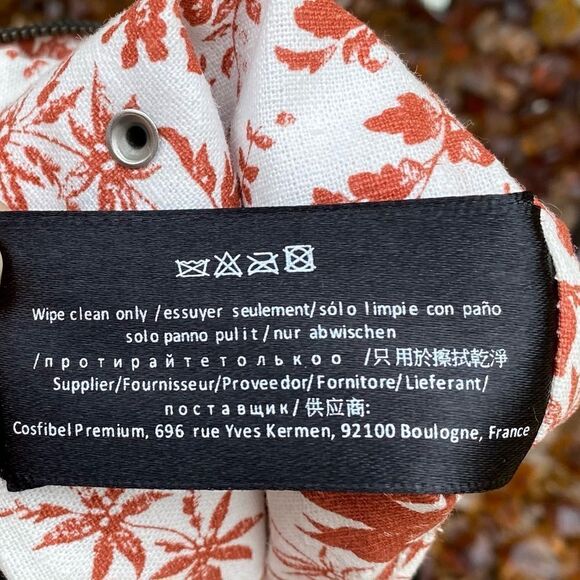 Wipe clean only /essuyer seulement/sólo limpie con paño
solo panno pulit /nur abwischen
/протирайтетолькоо /只用於擦拭乾淨
Supplier/Fournisseur/Proveedor/Fornitore/Lieferant/
поставщик/供应商:
Cosfibel Premium, 696 rue Yves Kermen, 92100 Boulogne, France